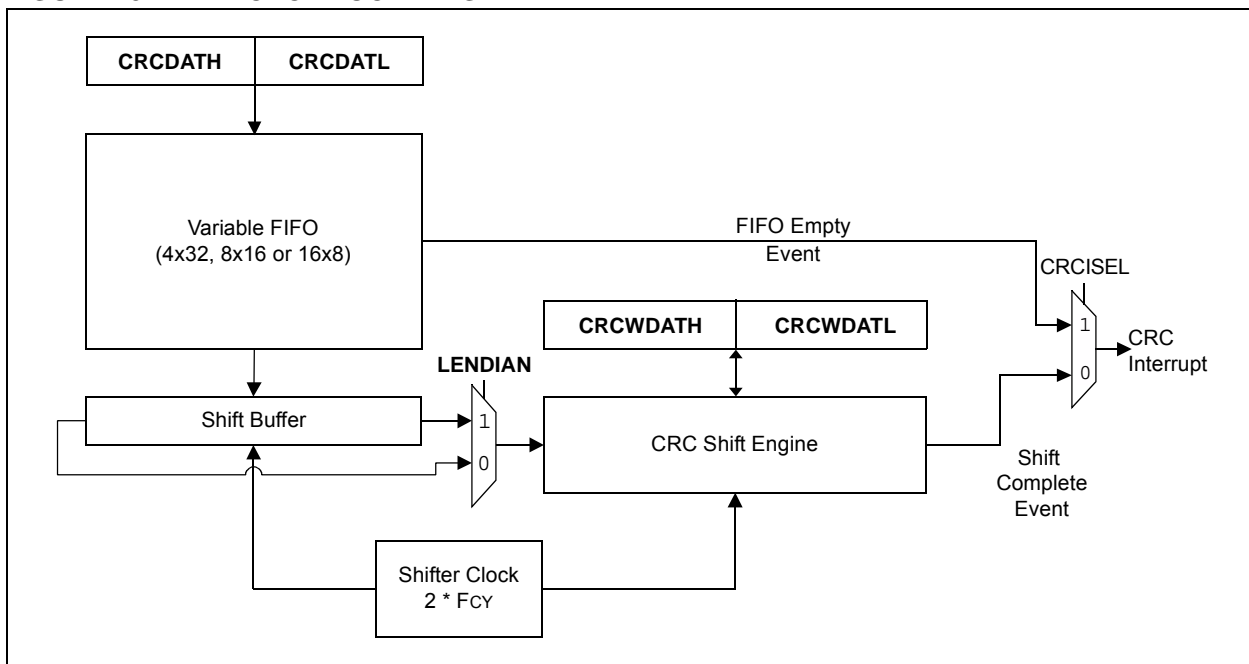 CRCDATH CRCDATL
Variable FIFO
(4x32, 8x16 or 16x8)
FIFO Empty
Event
CRCISEL
1
0
CRC
Interrupt
CRCWDATH CRCWDATL
LENDIAN
1
0
Shift Buffer
CRC Shift Engine
Shift
Complete
Event
Shifter Clock
2 * FCY